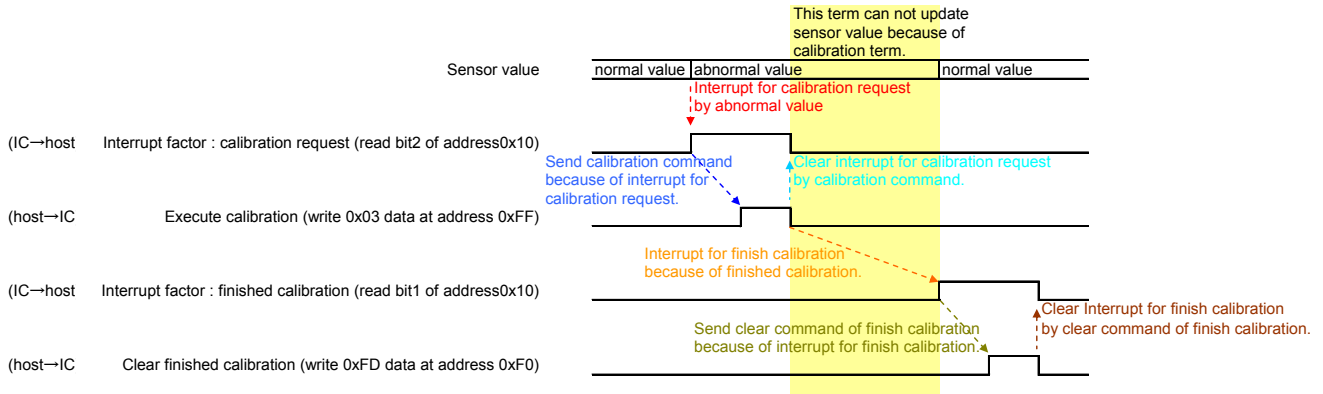 This term can not update
sensor value because of
calibration term.
Sensor value
normal value
abnormal value
normal value
Interrupt for calibration request
by abnormal value
(IC→host
Interrupt factor : calibration request (read bit2 of address0x10)
Send calibration command
because of interrupt for
calibration request.
Clear interrupt for calibration request
by calibration command.
(host→IC
Execute calibration (write 0x03 data at address 0xFF)
Interrupt for finish calibration
because of finished calibration.
(IC→host
Interrupt factor : finished calibration (read bit1 of address0x10)
Clear Interrupt for finish calibration
by clear command of finish calibration.
Send clear command of finish calibration
because of interrupt for finish calibration.
(host→IC
Clear finished calibration (write 0xFD data at address 0xF0)